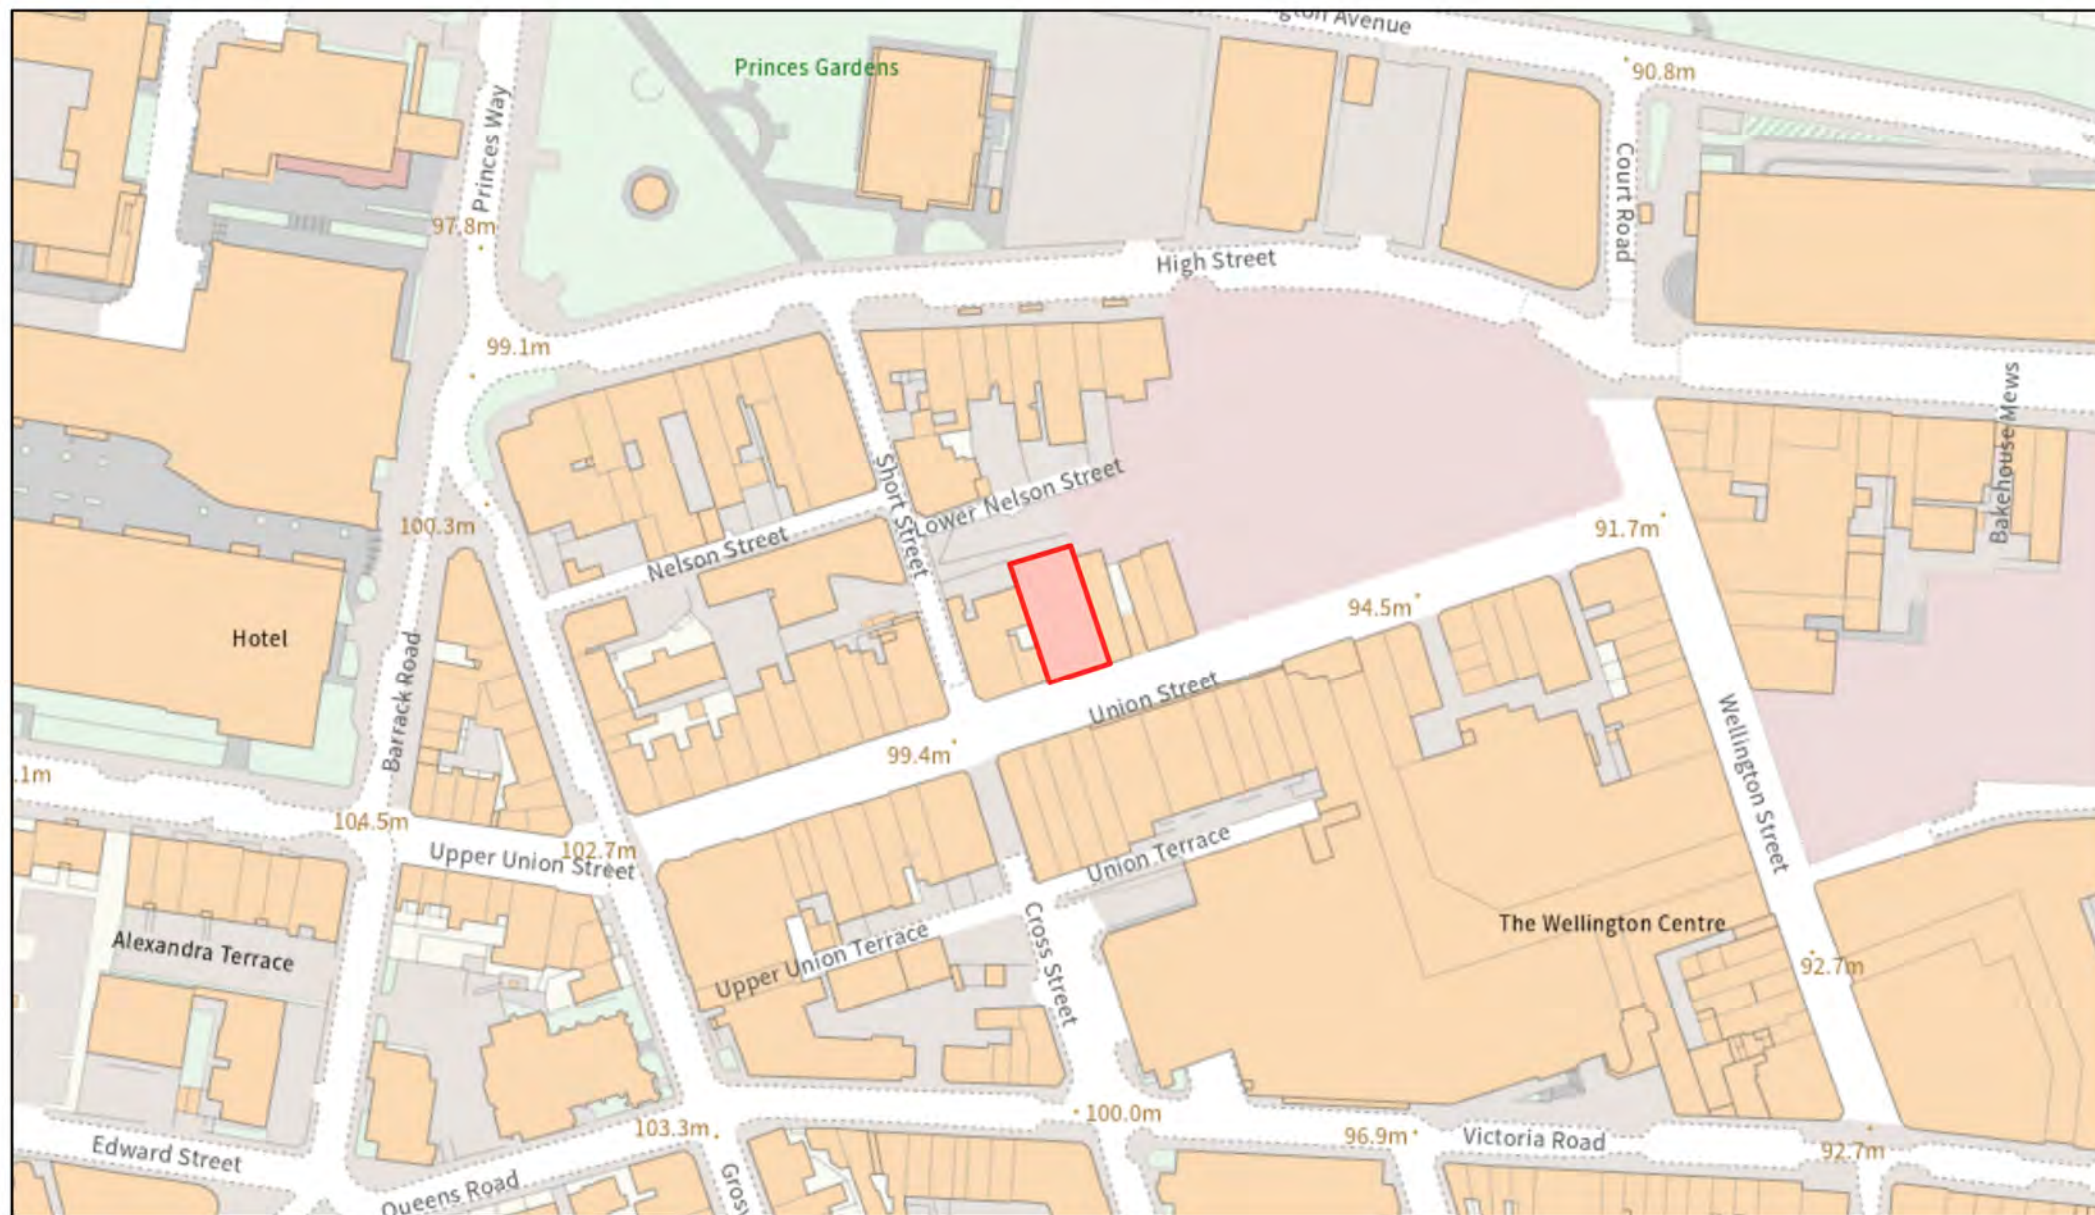 ngton Avenue
Princes Gardens
90.8m
Princes Way
Court Road
97.8m
High Street
99.1m
Bakehouse Mews
Short Street
Lower Nelson Street
100.3m
91.7m
Nelson Street
94.5m
Hotel
Barrack Road
Union Street
Wellington Street
99.4m
.1m
104.5m
102.7m
Upper Union Street
Union Terrace
The Wellington Centre
Alexandra Terrace
Upper Union Terrace
Cross Street
92.7m
100.0m
103.3m
96.9m
Victoria Road
92.7m
Edward Street
Queens Road
Grosv